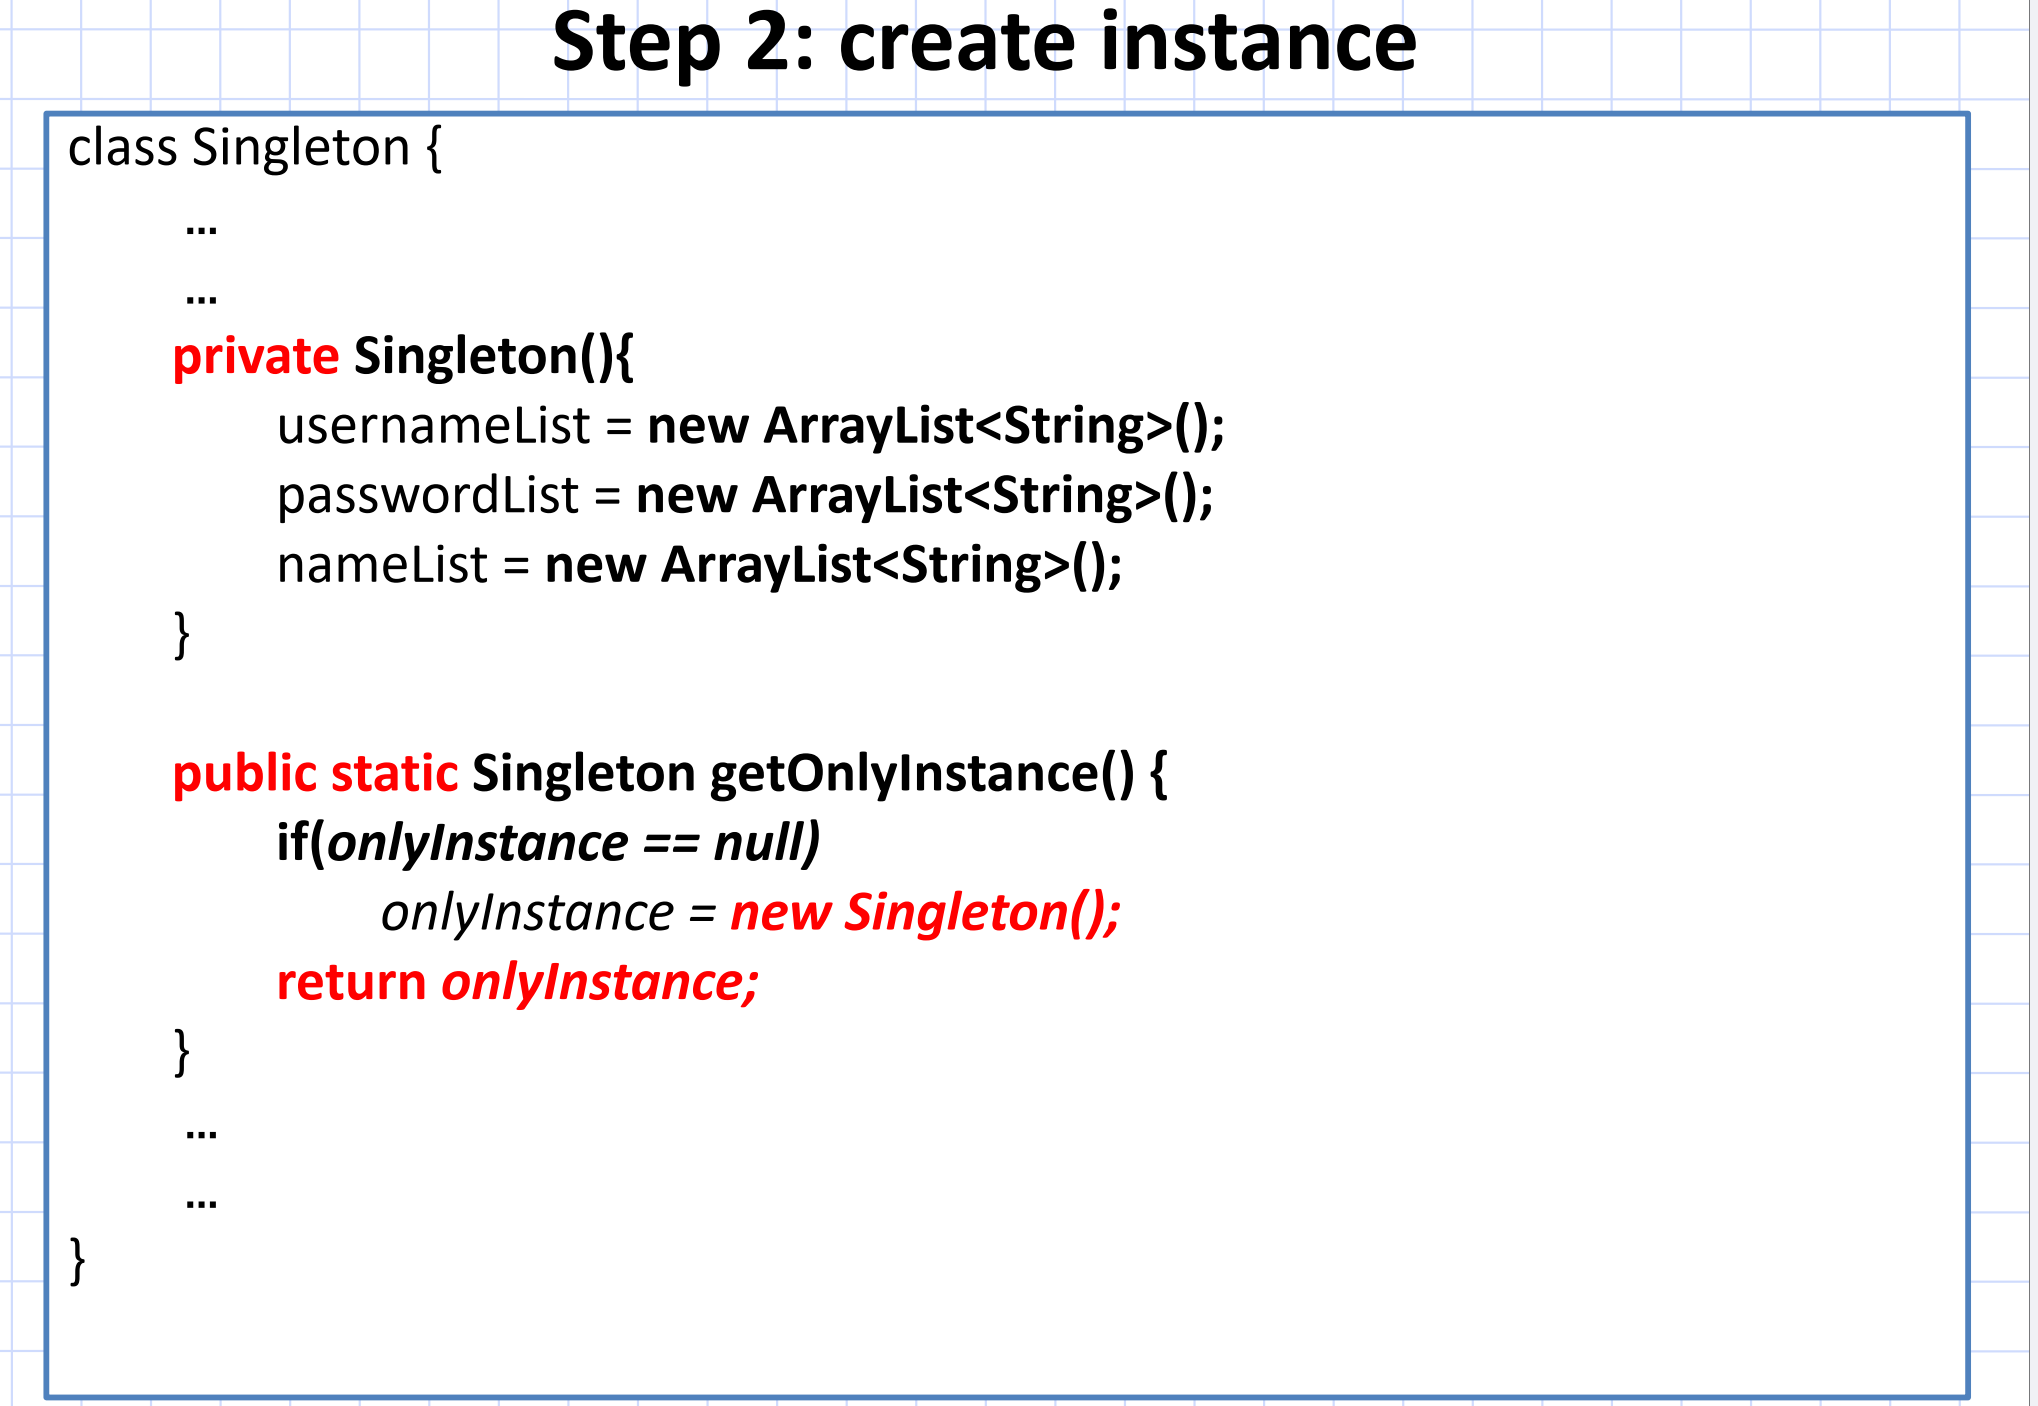 Step 2: create instance
class Singleton {
…
…
private Singleton(){
usernameList = new ArrayList<String>();
passwordList = new ArrayList<String>();
nameList = new ArrayList<String>();
}
public static Singleton getOnlyInstance() {
if(onlyInstance == null)
onlyInstance = new Singleton();
return onlyInstance;
}
…
…
}